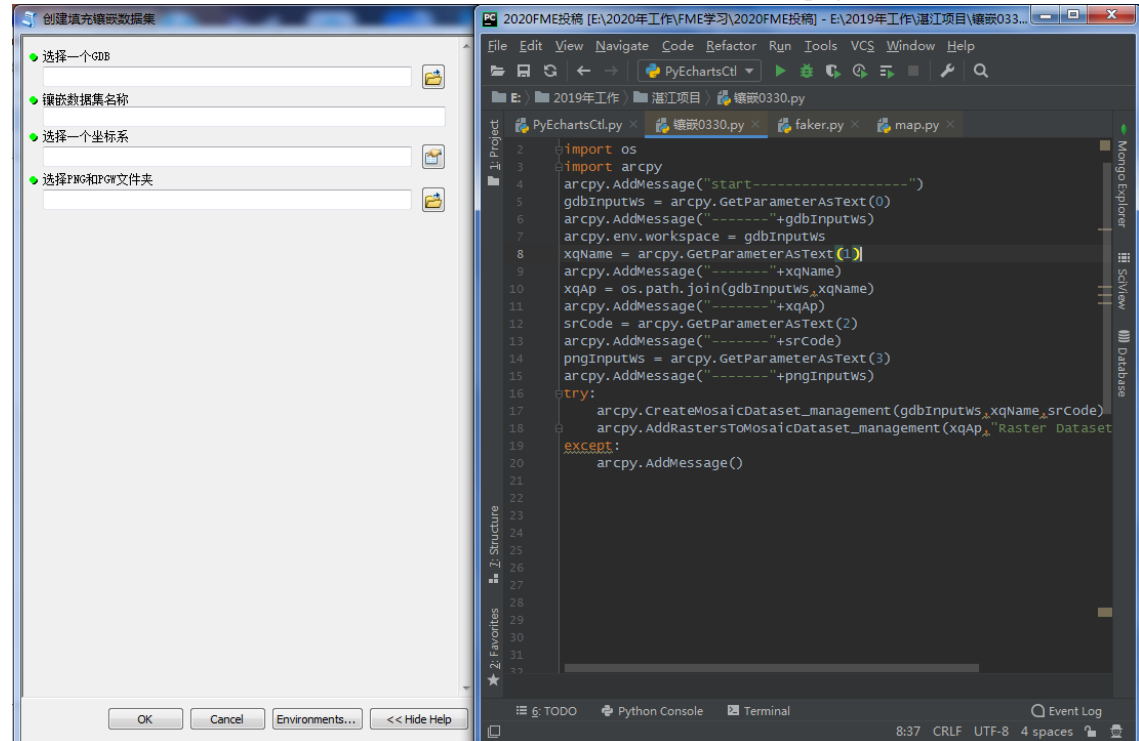 创建填充镶嵌数据集
选择一个GDB
镶嵌数据集名称
选择一个坐标系
选择PNG和PGW文件夹
OK
Cancel
Environments...
<< Hide Help
2020FME投稿 [E:\2020年工作\FME学习\2020FME投稿] - E:\2019年工作\湛江项目\镶嵌033...
File Edit View Navigate Code Refactor Run Tools VCS Window Help
PyEchartsCtl
E: 2019年工作 湛江项目 镶嵌0330.py
PyEchartsCtl.py 镶嵌0330.py faker.py map.py
1: Project
7: Structure
2: Favorites
Mongo Explorer
SciView
Database
2 import os
3 import arcpy
4 arcpy.AddMessage("start-------------------")
5 gdbInputWs = arcpy.GetParameterAsText(0)
6 arcpy.AddMessage("-------"+gdbInputWs)
7 arcpy.env.workspace = gdbInputWs
8 xqName = arcpy.GetParameterAsText(1)
9 arcpy.AddMessage("-------"+xqName)
10 xqAp = os.path.join(gdbInputWs,xqName)
11 arcpy.AddMessage("-------"+xqAp)
12 srCode = arcpy.GetParameterAsText(2)
13 arcpy.AddMessage("-------"+srCode)
14 pngInputWs = arcpy.GetParameterAsText(3)
15 arcpy.AddMessage("-------"+pngInputWs)
16 try:
17 arcpy.CreateMosaicDataset_management(gdbInputWs,xqName,srCode)
18 arcpy.AddRastersToMosaicDataset_management(xqAp,"Raster Dataset
19 except:
20 arcpy.AddMessage()
21
22
23
24
25
26
27
28
29
30
31
32
6: TODO Python Console Terminal Event Log
8:37 CRLF UTF-8 4 spaces